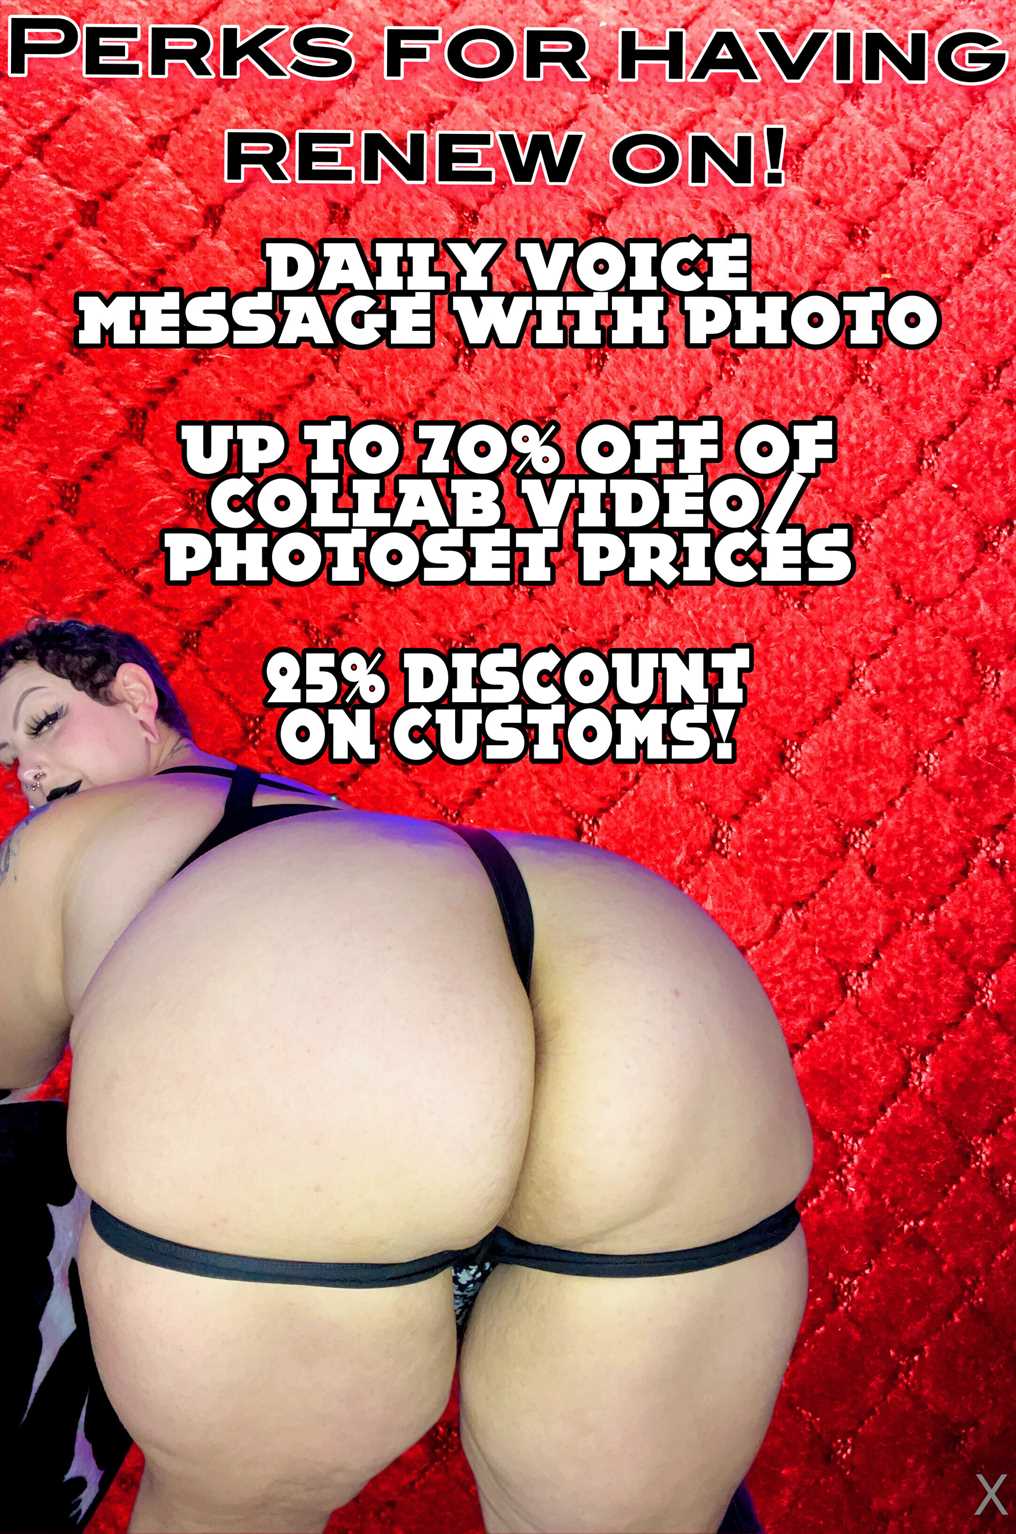 PERKS FOR HAVING
RENEW ON!
DAILY VOICE
MESSAGE WITH PHOTO
UP TO 70% OFF OF
COLLAB VIDEO/
PHOTOSET PRICES
25% DISCOUNT
ON CUSTOMS!
X